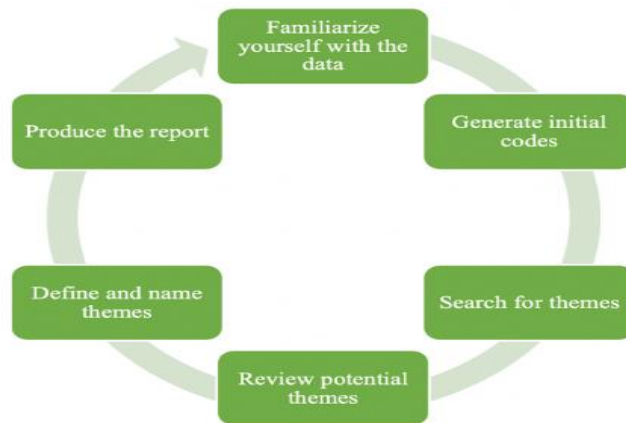 Familiarize
yourself with the
data
Generate initial
codes
Search for themes
Review potential
themes
Define and name
themes
Produce the report